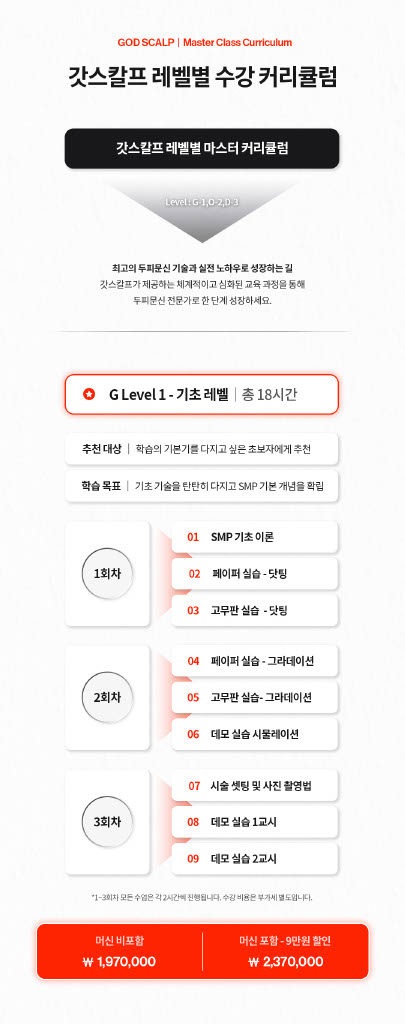 GOD SCALP | Master Class Curriculum
갓스칼프 레벨별 수강 커리큘럼
갓스칼프 레벨별 마스터 커리큘럼
Level : G-1,O-2,D-3
최고의 두피문신 기술과 실전 노하우로 성장하는 길
갓스칼프가 제공하는 체계적이고 심화된 교육 과정을 통해
두피문신 전문가로 한 단계 성장하세요.
G Level 1 - 기초 레벨 | 총 18시간
추천 대상 | 학습의 기본기를 다지고 싶은 초보자에게 추천
학습 목표 | 기초 기술을 탄탄히 다지고 SMP 기본 개념을 확립
1회차
01 SMP 기초 이론
02 페이퍼 실습 - 닷팅
03 고무판 실습 - 닷팅
2회차
04 페이퍼 실습 - 그라데이션
05 고무판 실습- 그라데이션
06 데모 실습 시뮬레이션
3회차
07 시술 셋팅 및 사진 촬영법
08 데모 실습 1교시
09 데모 실습 2교시
*1~3회차 모든 수업은 각 2시간씩 진행됩니다. 수강 비용은 부가세 별도입니다.
머신 비포함
₩ 1,970,000
머신 포함 - 9만원 할인
₩ 2,370,000